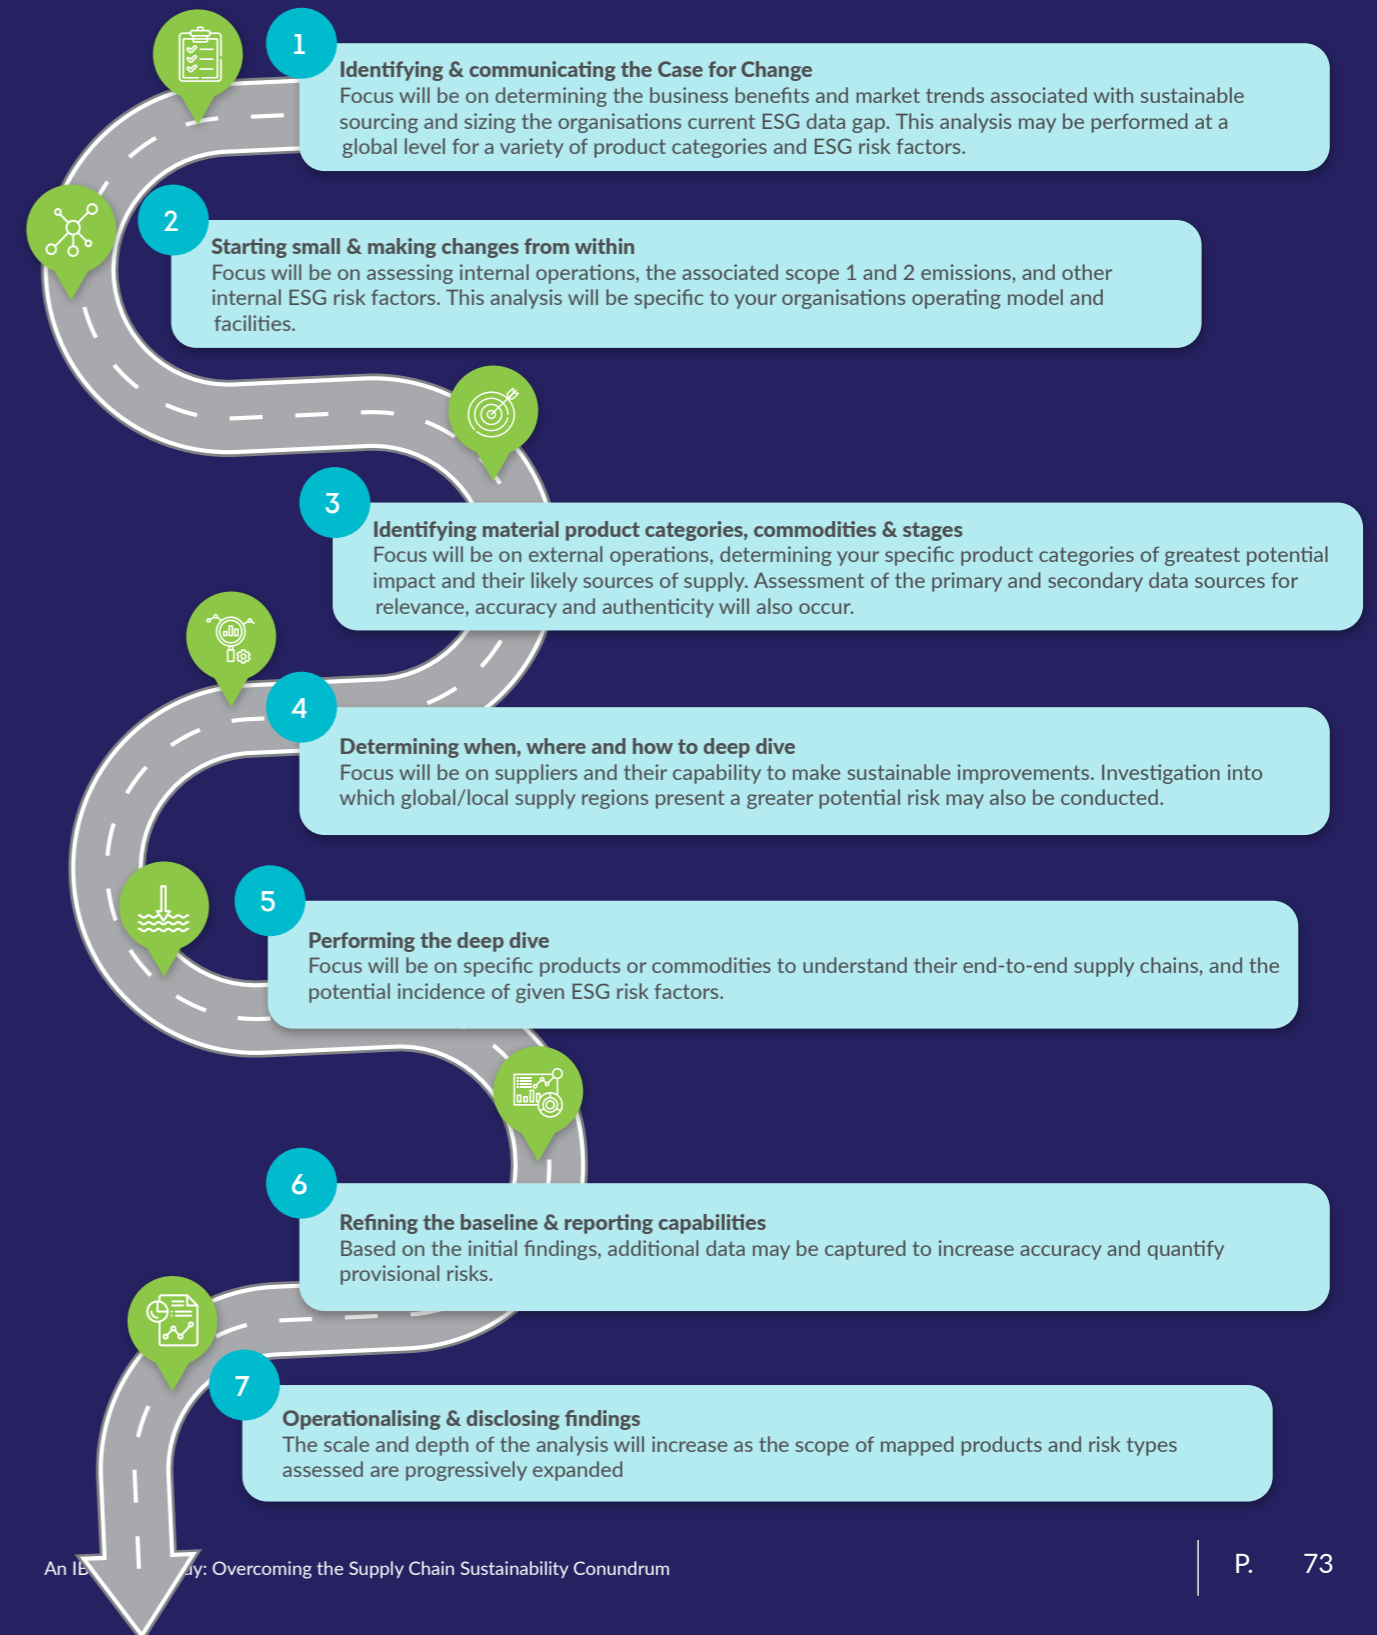 1
Identifying & communicating the Case for Change
Focus will be on determining the business benefits and market trends associated with sustainable
sourcing and sizing the organisations current ESG data gap. This analysis may be performed at a
global level for a variety of product categories and ESG risk factors.
2
Starting small & making changes from within
Focus will be on assessing internal operations, the associated scope 1 and 2 emissions, and other
internal ESG risk factors. This analysis will be specific to your organisations operating model and
facilities.
3
Identifying material product categories, commodities & stages
Focus will be on external operations, determining your specific product categories of greatest potential
impact and their likely sources of supply. Assessment of the primary and secondary data sources for
relevance, accuracy and authenticity will also occur.
4
Determining when, where and how to deep dive
Focus will be on suppliers and their capability to make sustainable improvements. Investigation into
which global/local supply regions present a greater potential risk may also be conducted.
5
Performing the deep dive
Focus will be on specific products or commodities to understand their end-to-end supply chains, and the
potential incidence of given ESG risk factors.
6
Refining the baseline & reporting capabilities
Based on the initial findings, additional data may be captured to increase accuracy and quantify
provisional risks.
7
Operationalising & disclosing findings
The scale and depth of the analysis will increase as the scope of mapped products and risk types
assessed are progressively expanded
An Overcoming the Supply Chain Sustainability Conundrum
P. 73